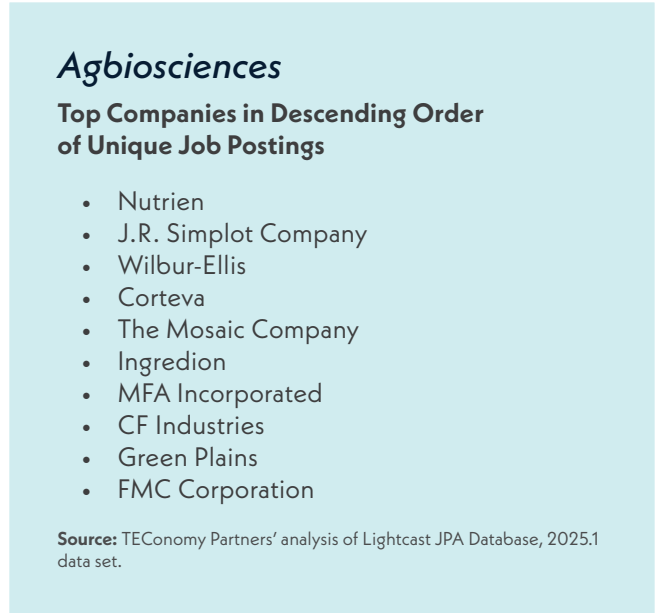 Agbiosciences
Top Companies in Descending Order
of Unique Job Postings
• Nutrien
• J.R. Simplot Company
• Wilbur-Ellis
• Corteva
• The Mosaic Company
• Ingredion
• MFA Incorporated
• CF Industries
• Green Plains
• FMC Corporation
Source: TEConomy Partners’ analysis of Lightcast JPA Database, 2025.1
data set.